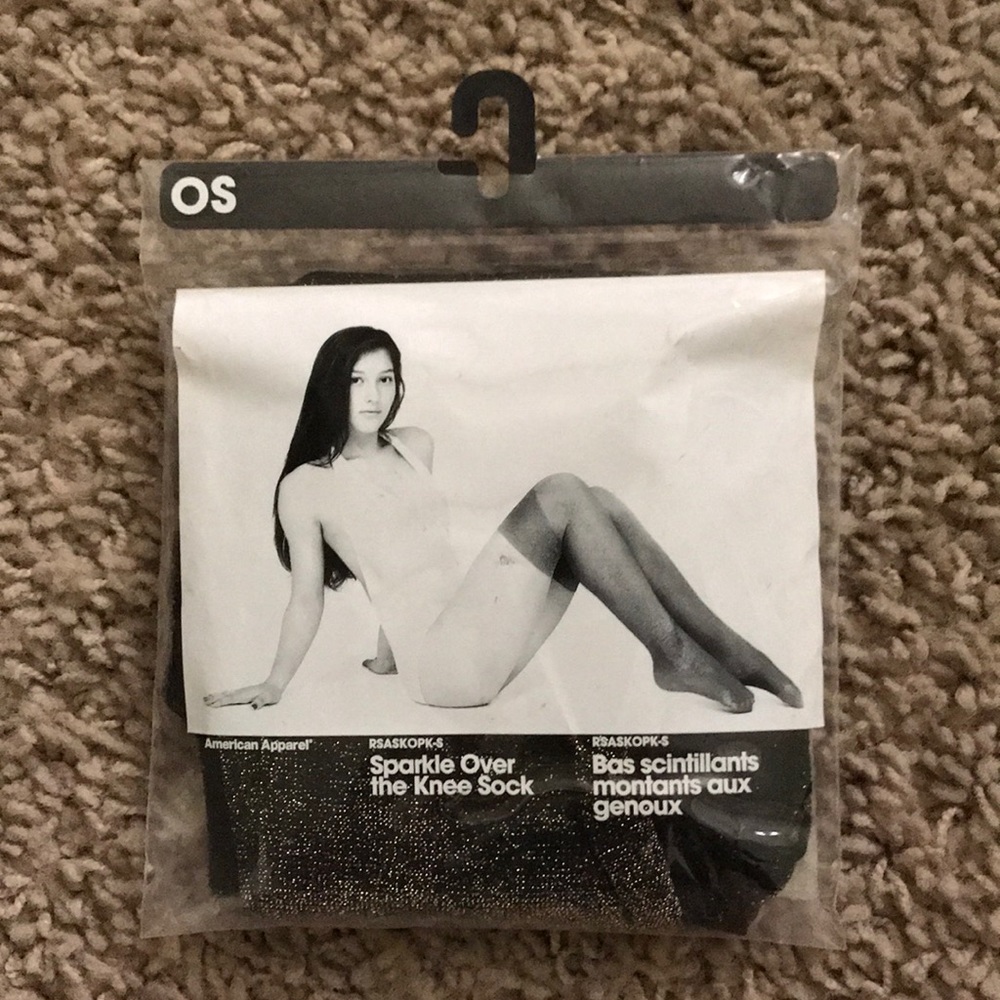 OS
American Apparel®
RSASKOPK-S
Sparkle Over
the Knee Sock
RSASKOPK-S
Bas scintillants
montants aux
genoux